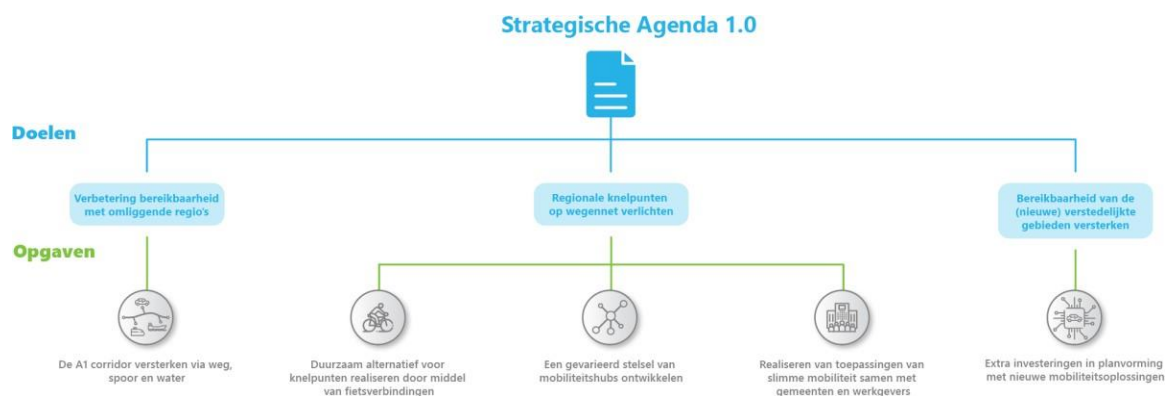 Strategische Agenda 1.0
Doelen
Verbetering bereikbaarheid
met omliggende regio's
Regionale knelpunten
op wegennet verlichten
Bereikbaarheid van de
(nieuwe) verstedelijkte
gebieden versterken
Opgaven
De A1 corridor versterken via weg,
spoor en water
Duurzaam alternatief voor
knelpunten realiseren door middel
van fietsverbindingen
Een gevarieerd stelsel van
mobiliteitshubs ontwikkelen
Realiseren van toepassingen van
slimme mobiliteit samen met
gemeenten en werkgevers
Extra investeringen in planvorming
met nieuwe mobiliteitsoplossingen